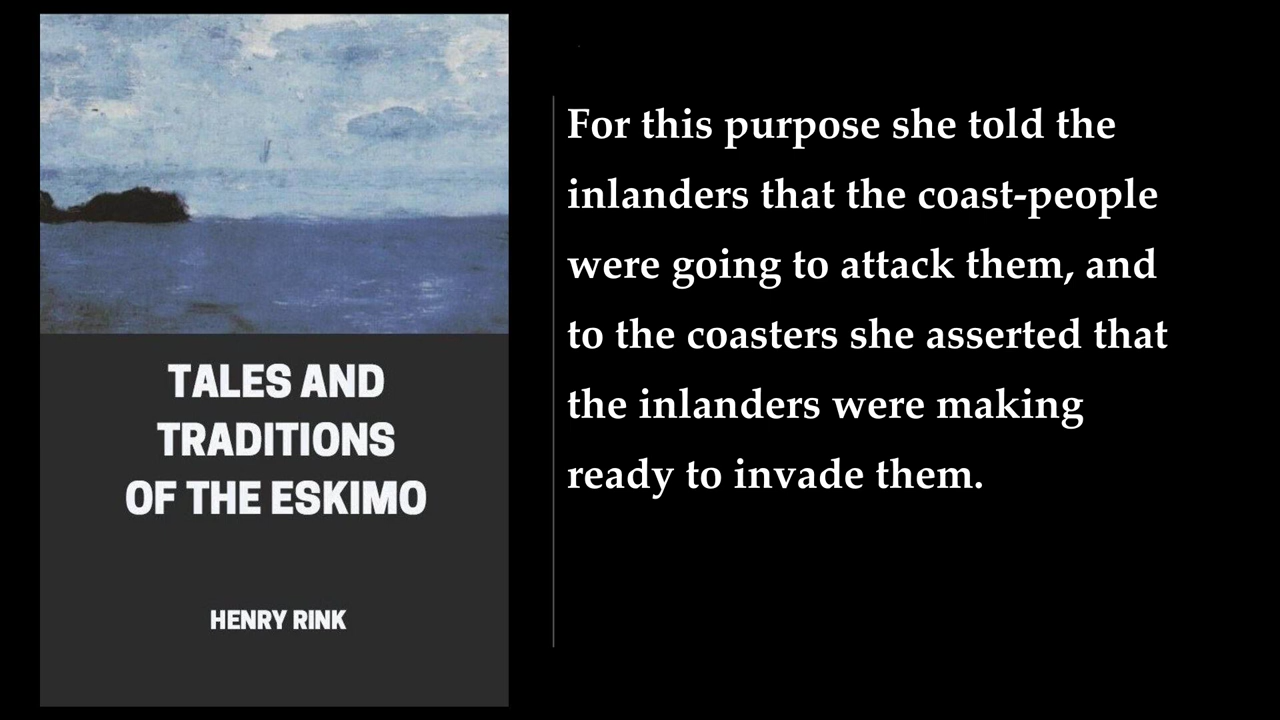 TALES AND
TRADITIONS
OF THE ESKIMO
HENRY RINK
For this purpose she told the
inlanders that the coast-people
were going to attack them, and
to the coasters she asserted that
the inlanders were making
ready to invade them.